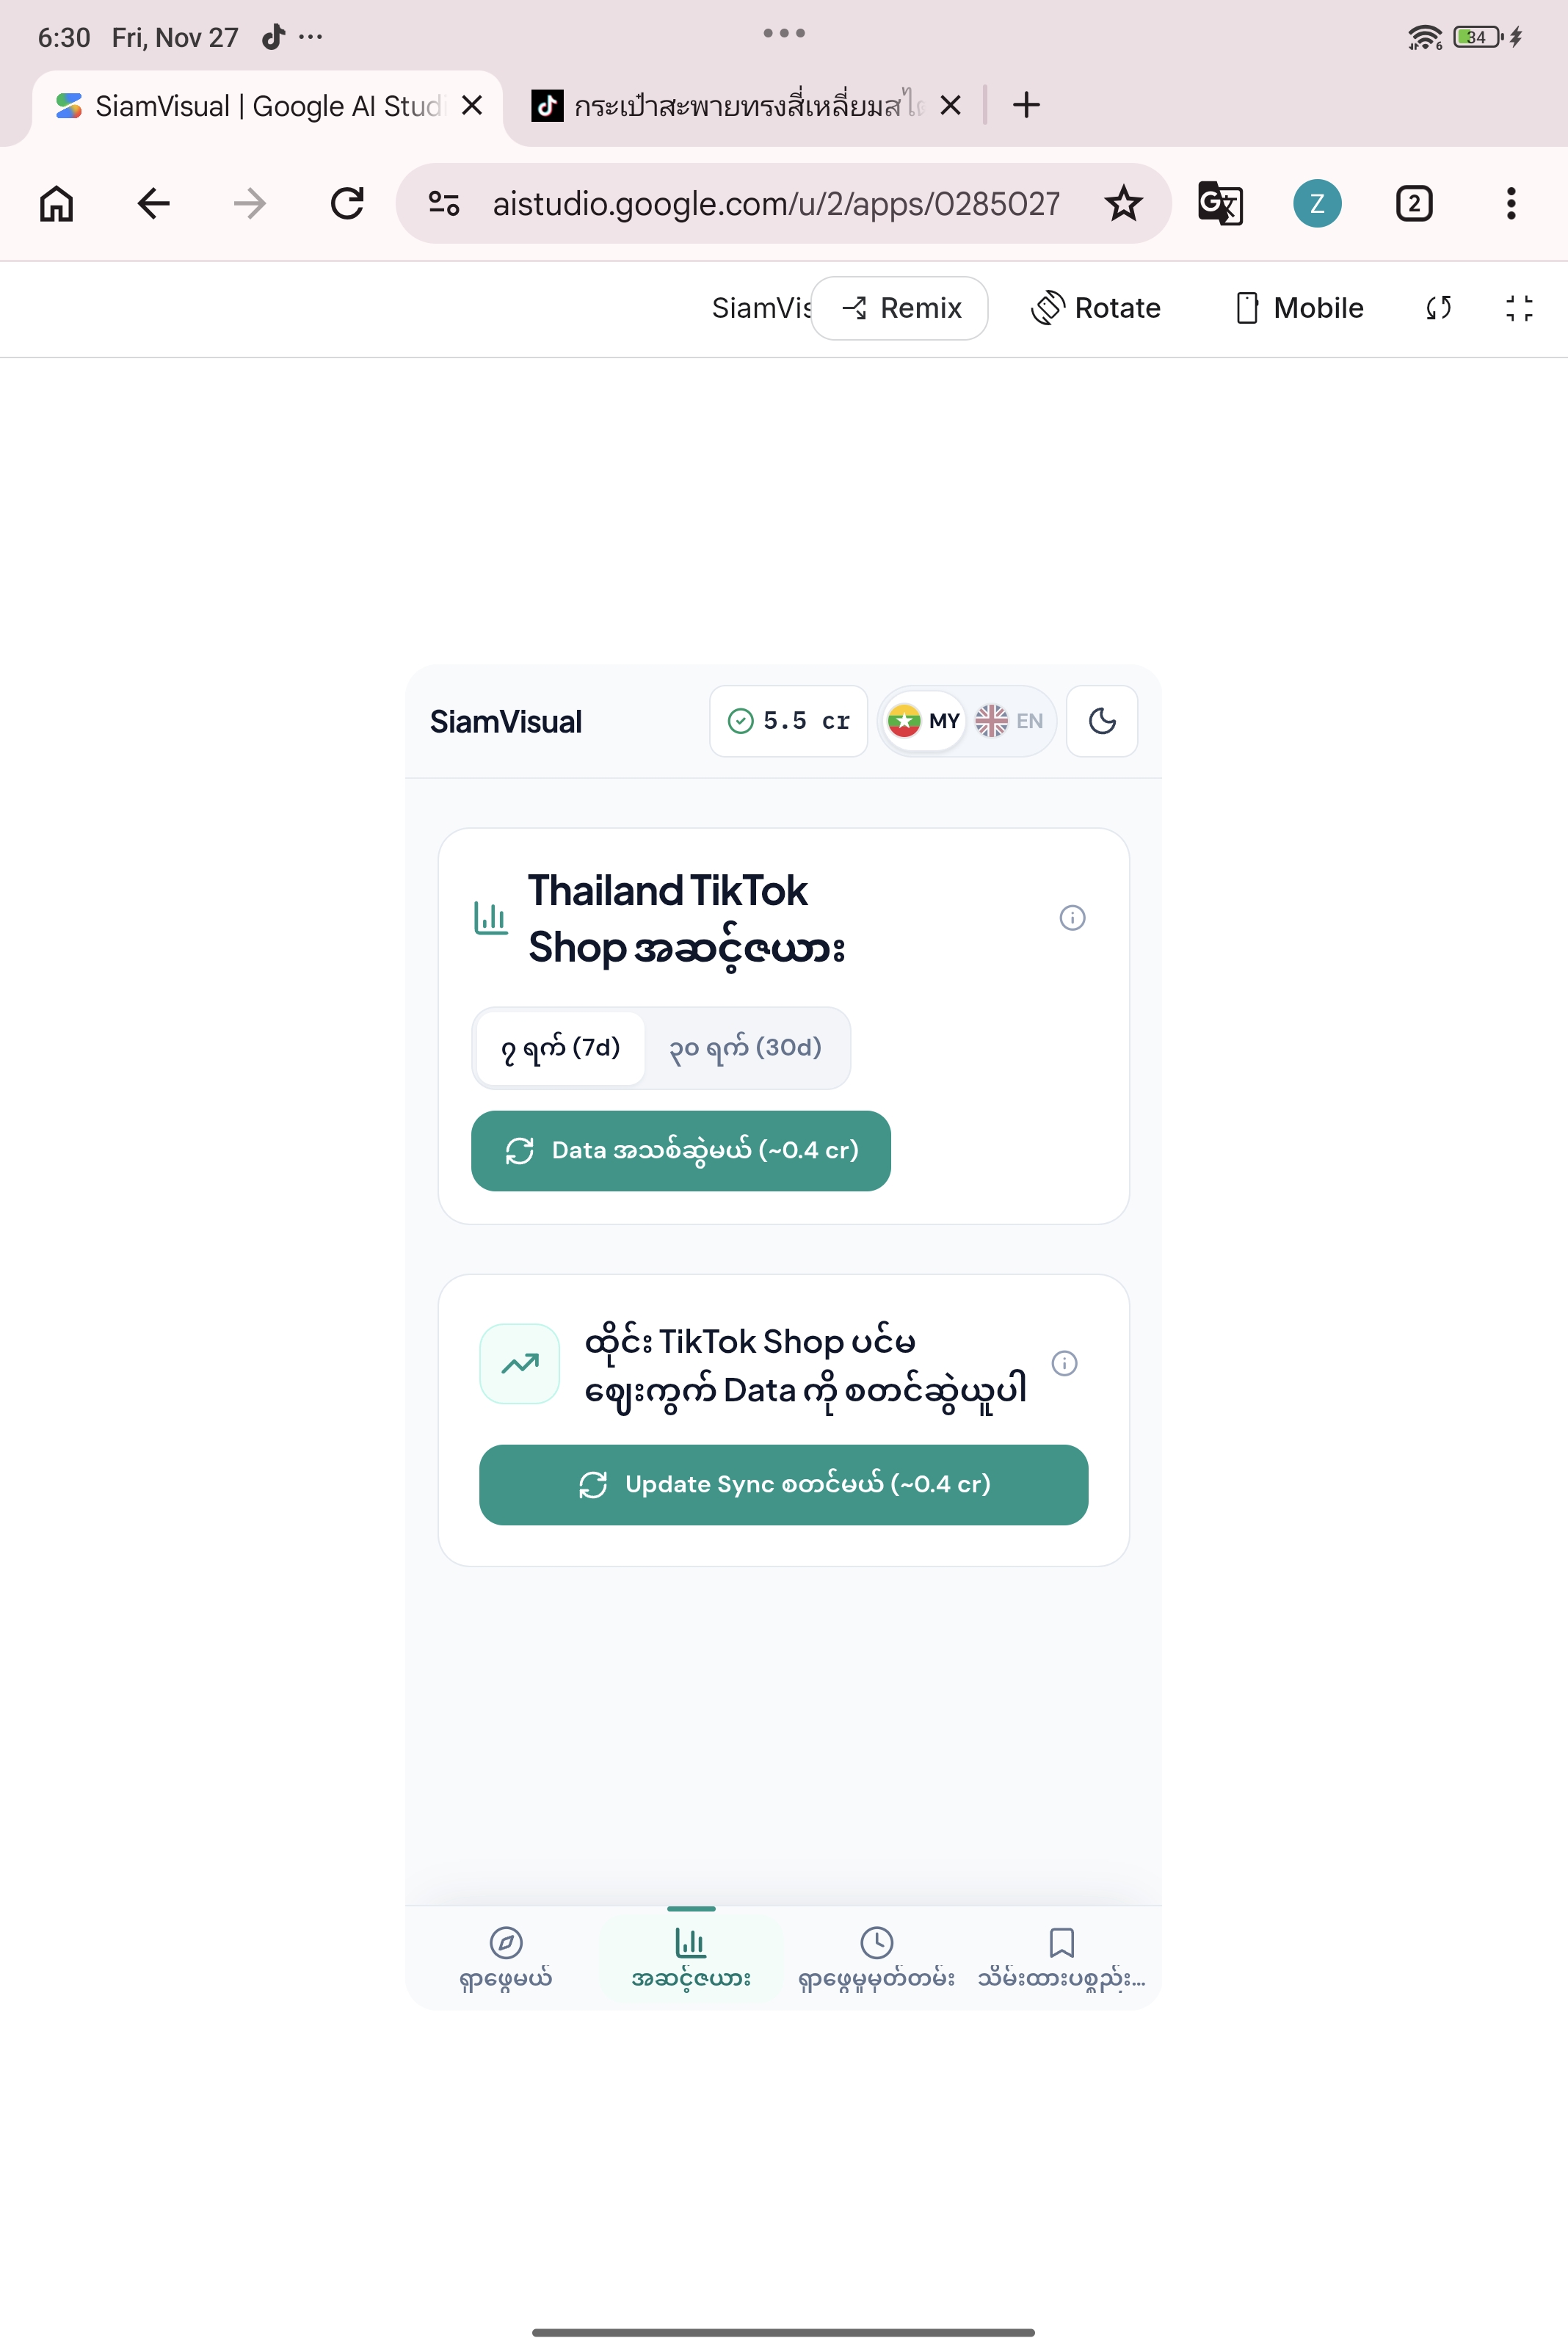 6:30 Fri, Nov 27
34
SiamVisual | Google AI Studi
กระเป๋าสะพายทรงสี่เหลี่ยมสไต
aistudio.google.com/u/2/apps/0285027
Z
2
SiamVis
Remix
Rotate
Mobile
SiamVisual
5.5 cr
MY
EN
Thailand TikTok
Shop အဆင့်ဇယား
၇ ရက် (7d)
၃၀ ရက် (30d)
Data အသစ်ဆွဲမယ် (~0.4 cr)
ထိုင်း TikTok Shop ပင်မ
ဈေးကွက် Data ကို စတင်ဆွဲယူပါ
Update Sync စတင်မယ် (~0.4 cr)
ရှာဖွေမယ်
အဆင့်ဇယား
ရှာဖွေမှုမှတ်တမ်း
သိမ်းထားပစ္စည်း...